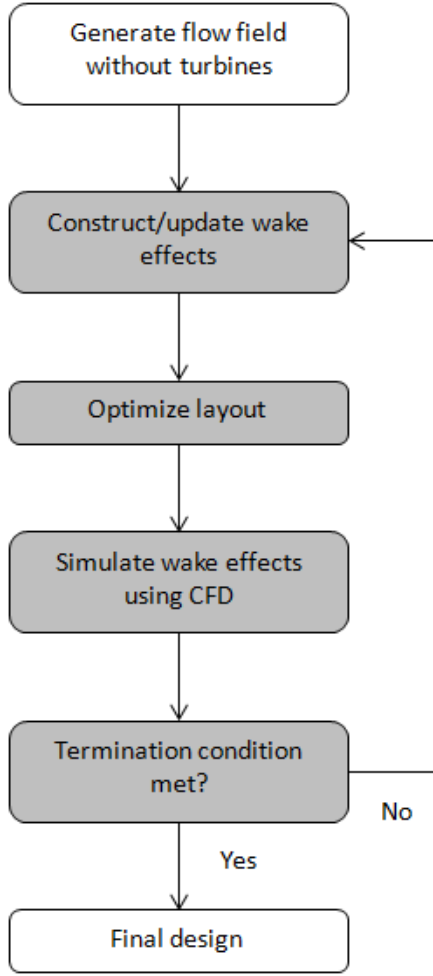 Generate flow field
without turbines
Construct/update wake
effects
Optimize layout
Simulate wake effects
using CFD
Termination condition
met?
No
Yes
Final design